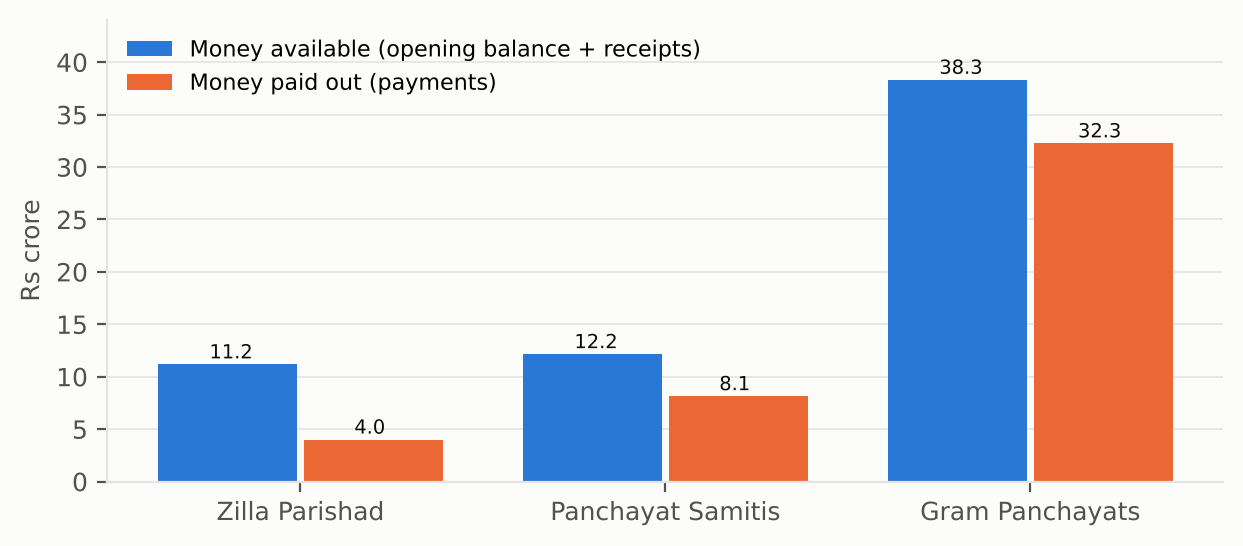 Money available (opening balance + receipts)
Money paid out (payments)
Rs crore
40
35
30
25
20
15
10
5
0
11.2
4.0
12.2
8.1
38.3
32.3
Zilla Parishad
Panchayat Samitis
Gram Panchayats